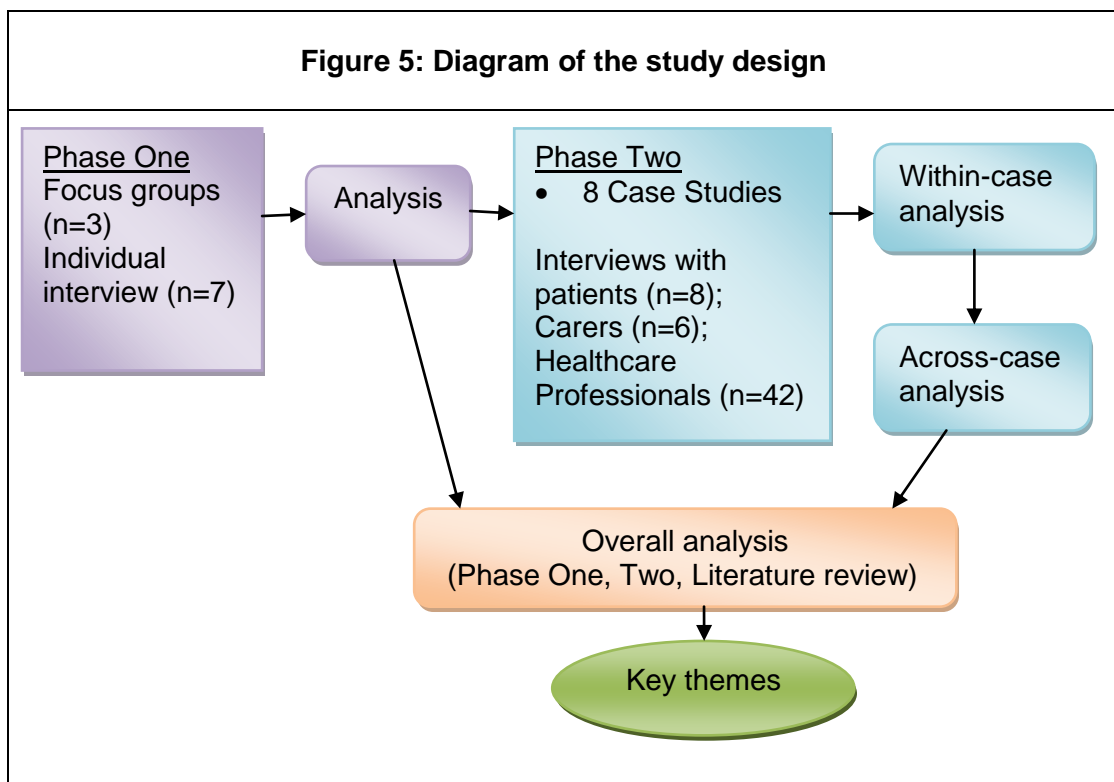 Figure 5: Diagram of the study design
Phase One
Focus groups
(n=3)
Individual
interview (n=7)
Analysis
Phase Two
• 8 Case Studies
Interviews with
patients (n=8);
Carers (n=6);
Healthcare
Professionals (n=42)
Within-case
analysis
Across-case
analysis
Overall analysis
(Phase One, Two, Literature review)
Key themes